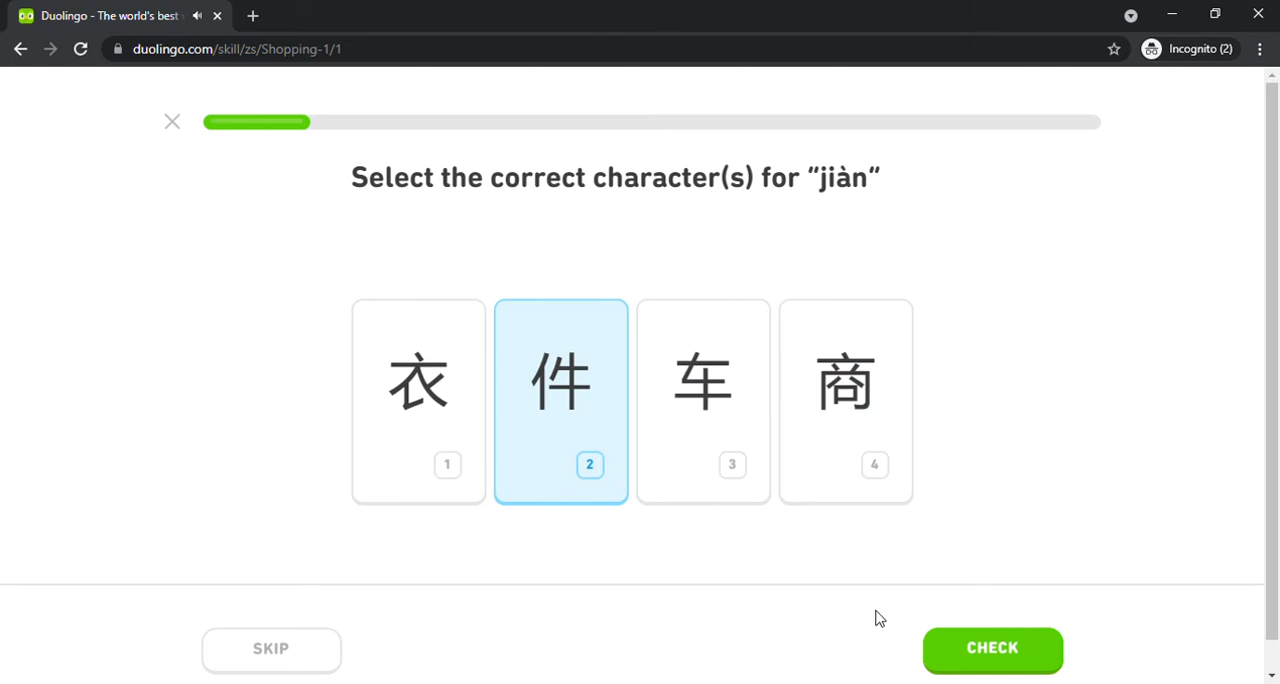 Duolingo - The world's best
duolingo.com/skill/zs/Shopping-1/1
Incognito (2)
Select the correct character(s) for "jiàn"
衣 件 车 商
1 2 3 4
SKIP CHECK